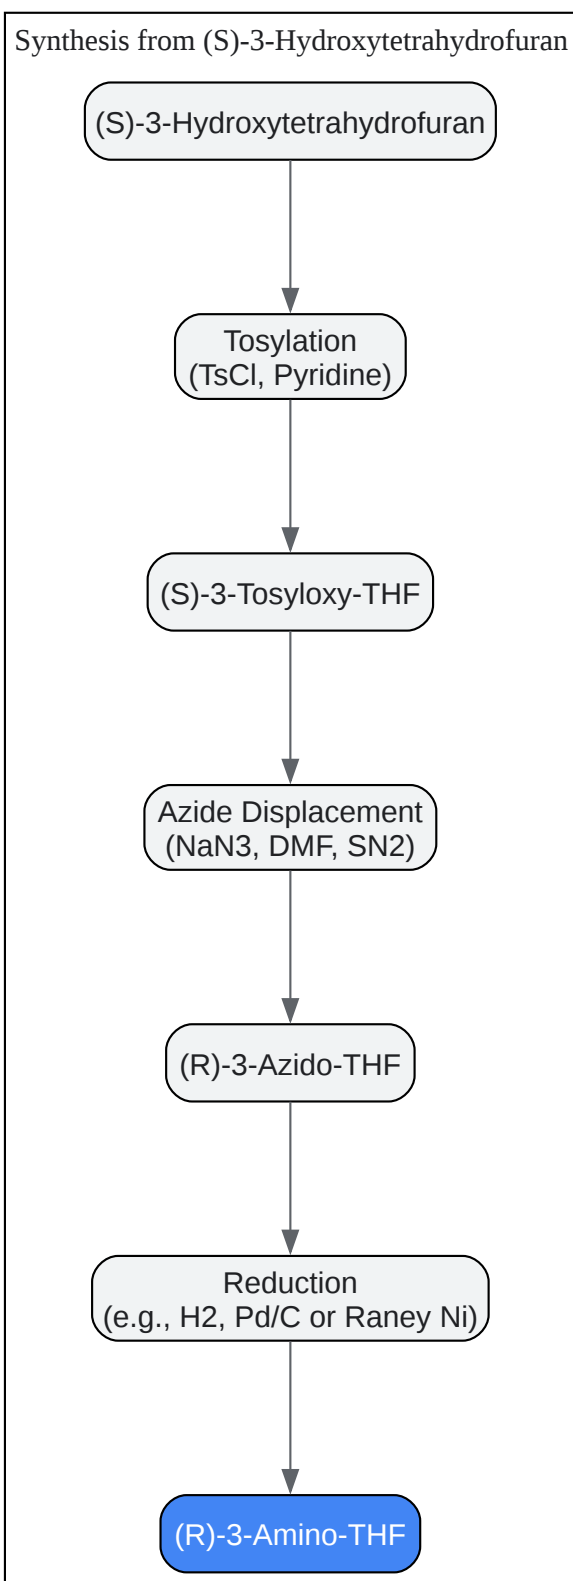 Synthesis from (S)-3-Hydroxytetrahydrofuran
(S)-3-Hydroxytetrahydrofuran
Tosylation
(TsCl, Pyridine)
(S)-3-Tosyloxy-THF
Azide Displacement
(NaN3, DMF, SN2)
(R)-3-Azido-THF
Reduction
(e.g., H2, Pd/C or Raney Ni)
(R)-3-Amino-THF